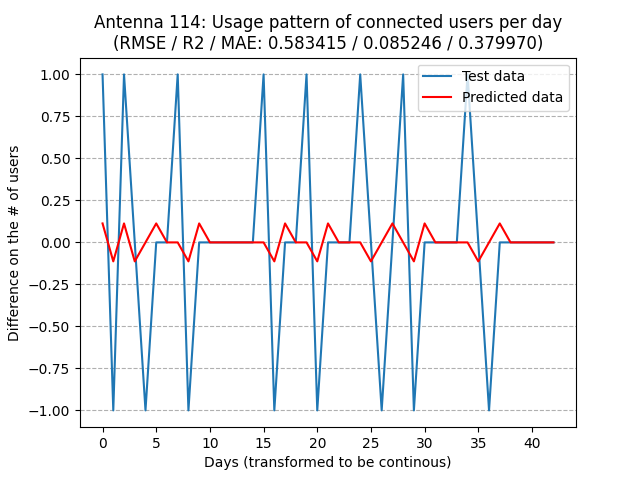 Antenna 114: Usage pattern of connected users per day
(RMSE / R2 / MAE: 0.583415 / 0.085246 / 0.379970)
Test data
Predicted data
Difference on the # of users
1.00
0.75
0.50
0.25
0.00
−0.25
−0.50
−0.75
−1.00
0 5 10 15 20 25 30 35 40
Days (transformed to be continous)